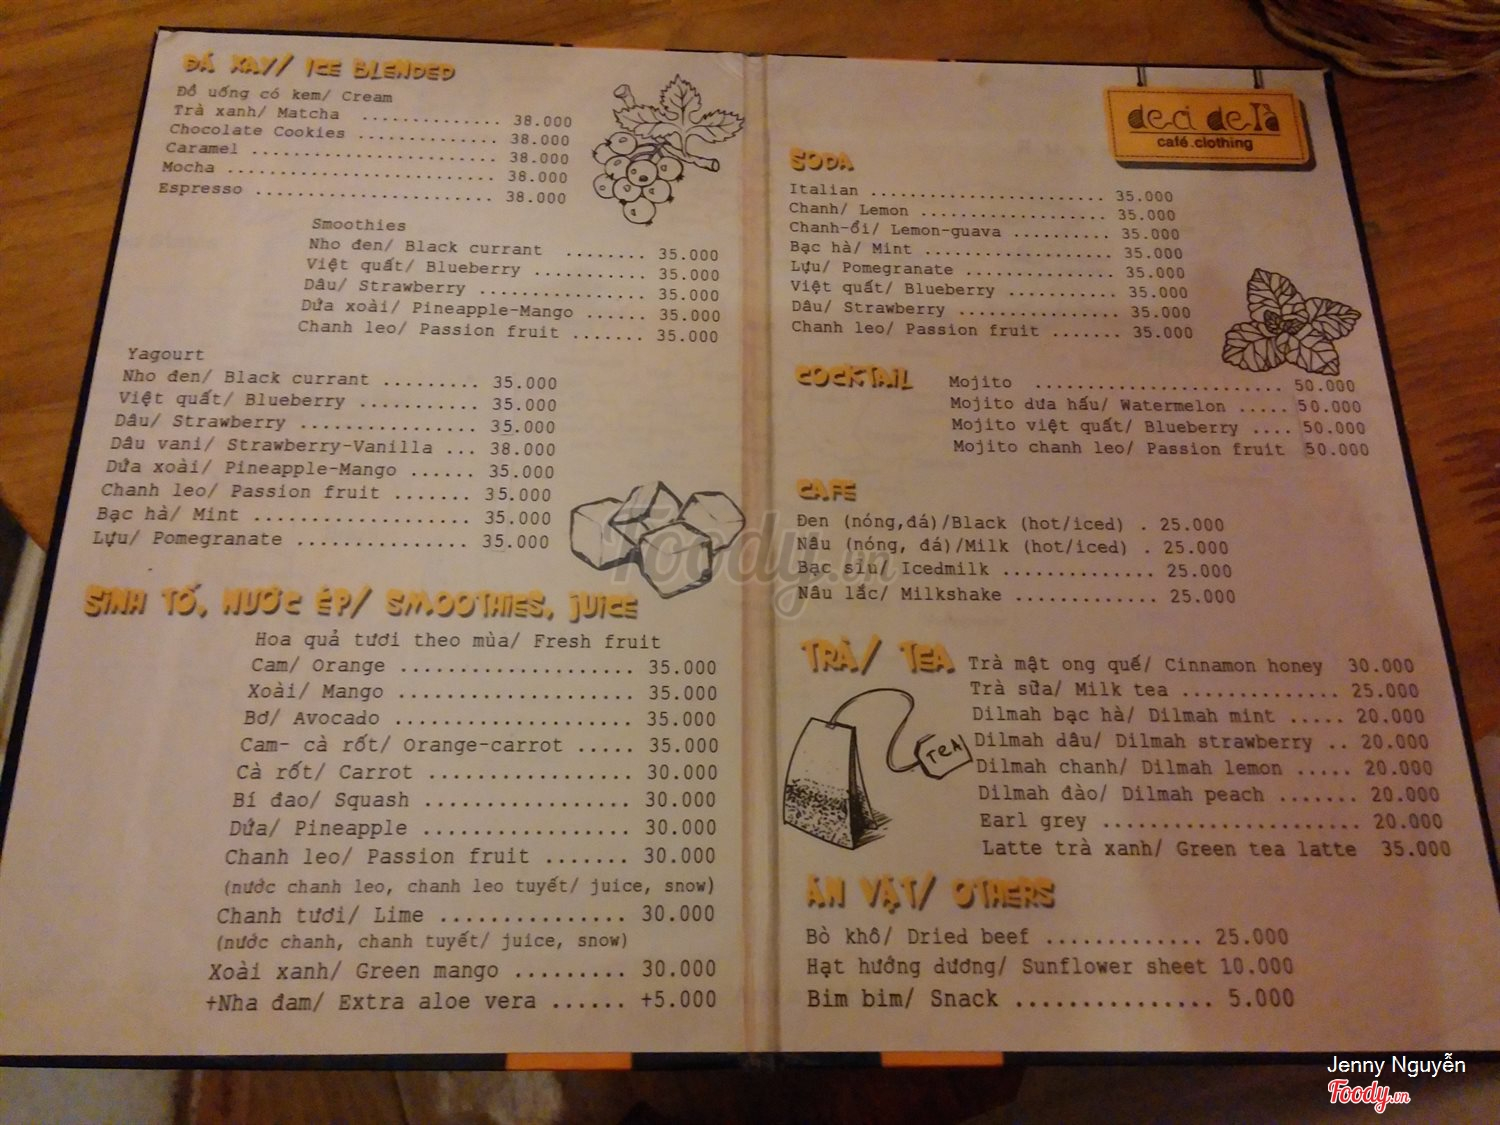 ĐÁ XAY/ ICE BLENDED
Đồ uống có kem/ Cream
Trà xanh/ Matcha .............. 38.000
Chocolate Cookies ............. 38.000
Caramel ......................... 38.000
Mocha .......................... 38.000
Espresso ........................ 38.000
Smoothies
Nho đen/ Black currant ........ 35.000
Việt quất/ Blueberry ........... 35.000
Dâu/ Strawberry ................ 35.000
Dứa xoài/ Pineapple-Mango ...... 35.000
Chanh leo/ Passion fruit ....... 35.000
Yagourt
Nho đen/ Black currant ......... 35.000
Việt quất/ Blueberry ........... 35.000
Dâu/ Strawberry ................ 35.000
Dâu vani/ Strawberry-Vanilla ... 38.000
Dứa xoài/ Pineapple-Mango ...... 35.000
Chanh leo/ Passion fruit ....... 35.000
Bạc hà/ Mint ................... 35.000
Lựu/ Pomegranate ............... 35.000
SINH TỐ, NƯỚC ÉP/ SMOOTHIES, JUICE
Hoa quả tươi theo mùa/ Fresh fruit
Cam/ Orange .................... 35.000
Xoài/ Mango .................... 35.000
Bơ/ Avocado .................... 35.000
Cam- cà rốt/ Orange-carrot ..... 35.000
Cà rốt/ Carrot ................. 30.000
Bí đao/ Squash ................. 30.000
Dứa/ Pineapple ................. 30.000
Chanh leo/ Passion fruit ....... 30.000
(nước chanh leo, chanh leo tuyết/ juice, snow)
Chanh tươi/ Lime ............... 30.000
(nước chanh, chanh tuyết/ juice, snow)
Xoài xanh/ Green mango ......... 30.000
+Nha đam/ Extra aloe vera ...... +5.000
deci delà
café.clothing
SODA
Italian ........................ 35.000
Chanh/ Lemon ................... 35.000
Chanh-ổi/ Lemon-guava .......... 35.000
Bạc hà/ Mint ................... 35.000
Lựu/ Pomegranate ............... 35.000
Việt quất/ Blueberry ........... 35.000
Dâu/ Strawberry ................. 35.000
Chanh leo/ Passion fruit ....... 35.000
COCKTAIL
Mojito ......................... 50.000
Mojito dưa hấu/ Watermelon ..... 50.000
Mojito việt quất/ Blueberry .... 50.000
Mojito chanh leo/ Passion fruit 50.000
CAFE
Đen (nóng,đá)/Black (hot/iced) . 25.000
Nâu (nóng, đá)/Milk (hot/iced) . 25.000
Bạc sỉu/ Icedmilk .............. 25.000
Nâu lắc/ Milkshake ............. 25.000
TRÀ/ TEA
Trà mật ong quế/ Cinnamon honey 30.000
Trà sữa/ Milk tea .............. 25.000
Dilmah bạc hà/ Dilmah mint ..... 20.000
Dilmah dâu/ Dilmah strawberry .. 20.000
Dilmah chanh/ Dilmah lemon ..... 20.000
Dilmah đào/ Dilmah peach ....... 20.000
Earl grey ...................... 20.000
Latte trà xanh/ Green tea latte 35.000
TEA
ĂN VẶT/ OTHERS
Bò khô/ Dried beef ............. 25.000
Hạt hướng dương/ Sunflower sheet 10.000
Bim bim/ Snack ................. 5.000
Foody.vn
Jenny Nguyễn
Foody.vn